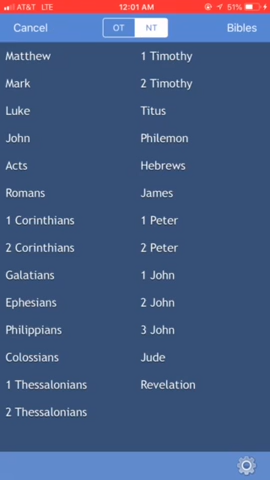 AT&T LTE 12:01 AM 51%
Cancel OT NT Bibles
Matthew
Mark
Luke
John
Acts
Romans
1 Corinthians
2 Corinthians
Galatians
Ephesians
Philippians
Colossians
1 Thessalonians
2 Thessalonians
1 Timothy
2 Timothy
Titus
Philemon
Hebrews
James
1 Peter
2 Peter
1 John
2 John
3 John
Jude
Revelation